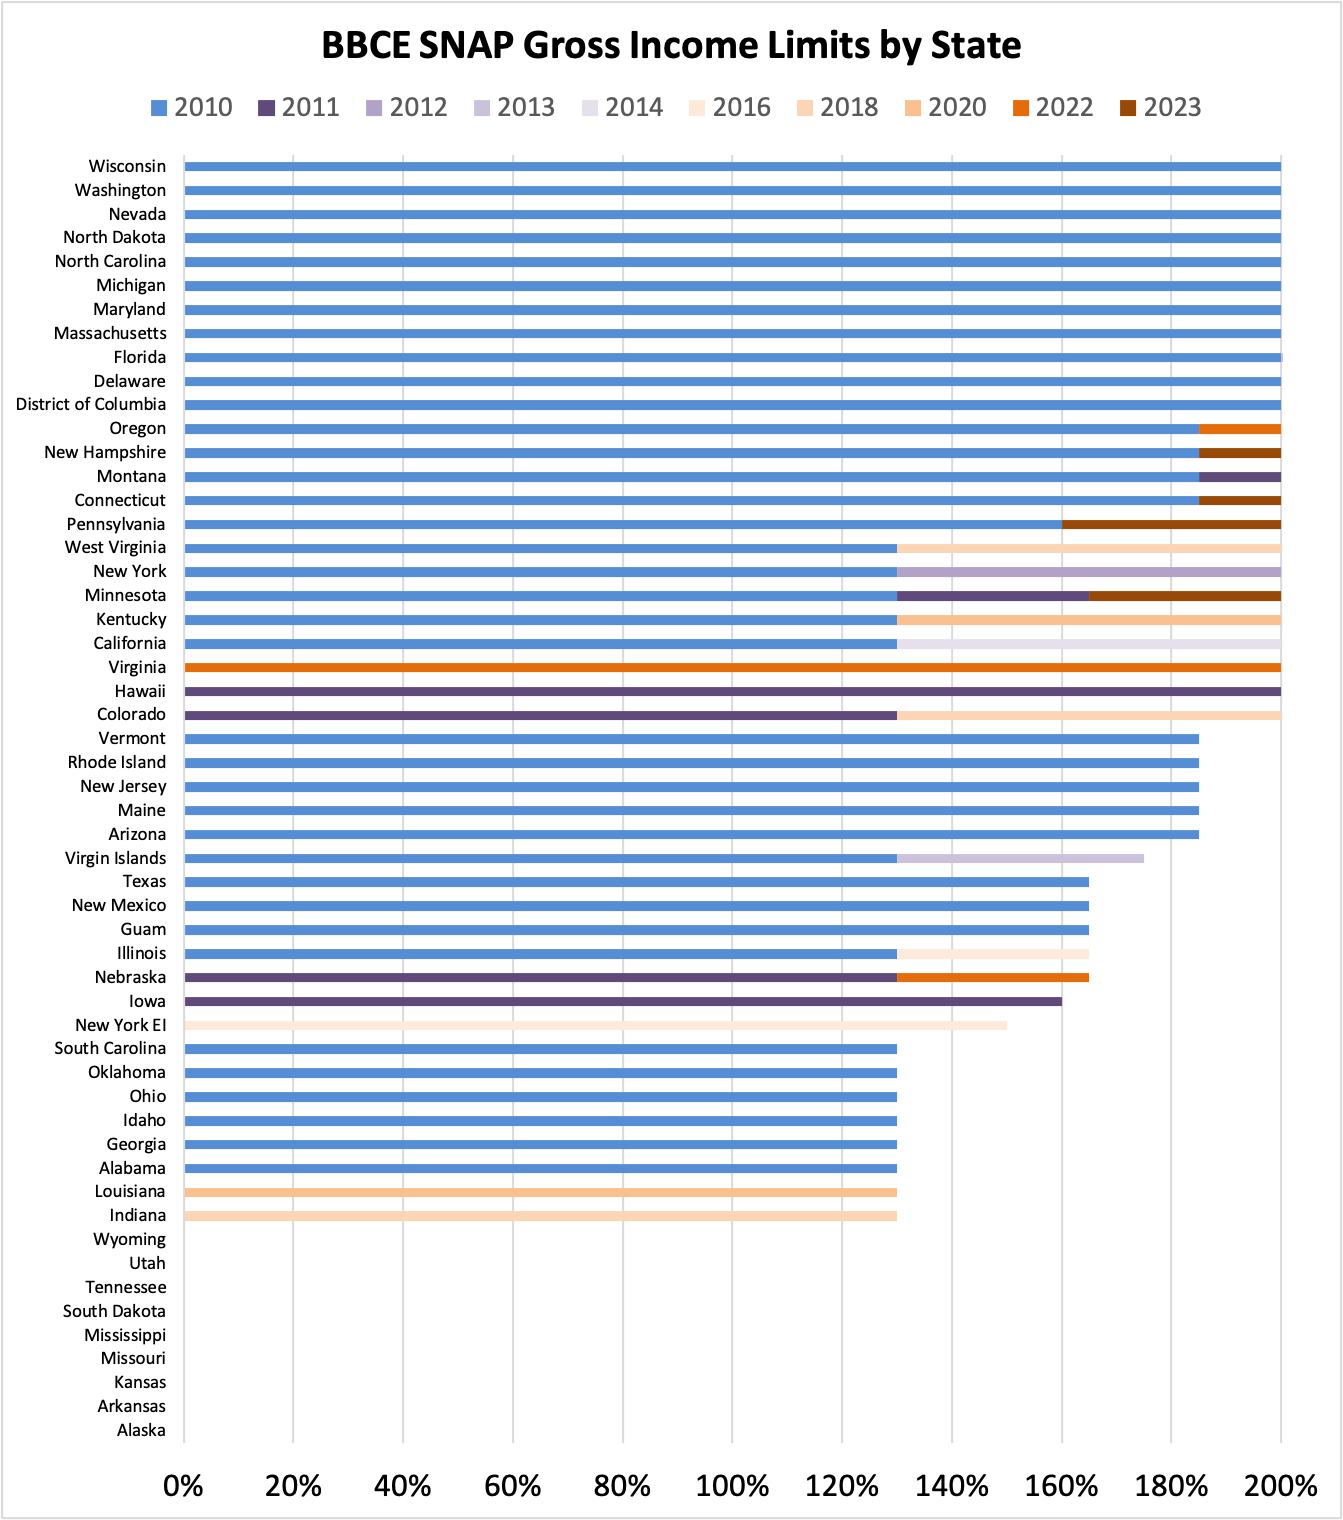 BBCE SNAP Gross Income Limits by State
2010 2011 2012 2013 2014 2016 2018 2020 2022 2023
Wisconsin
Washington
Nevada
North Dakota
North Carolina
Michigan
Maryland
Massachusetts
Florida
Delaware
District of Columbia
Oregon
New Hampshire
Montana
Connecticut
Pennsylvania
West Virginia
New York
Minnesota
Kentucky
California
Virginia
Hawaii
Colorado
Vermont
Rhode Island
New Jersey
Maine
Arizona
Virgin Islands
Texas
New Mexico
Guam
Illinois
Nebraska
Iowa
New York EI
South Carolina
Oklahoma
Ohio
Idaho
Georgia
Alabama
Louisiana
Indiana
Wyoming
Utah
Tennessee
South Dakota
Mississippi
Missouri
Kansas
Arkansas
Alaska
0% 20% 40% 60% 80% 100% 120% 140% 160% 180% 200%